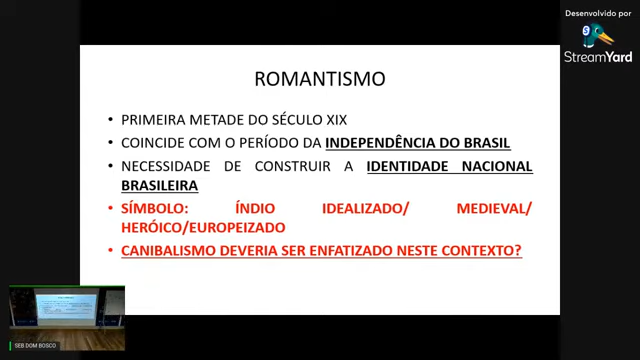 Desenvolvido por
StreamYard
ROMANTISMO
• PRIMEIRA METADE DO SÉCULO XIX
• COINCIDE COM O PERÍODO DA INDEPENDÊNCIA DO BRASIL
• NECESSIDADE DE CONSTRUIR A IDENTIDADE NACIONAL
BRASILEIRA
• SÍMBOLO: ÍNDIO IDEALIZADO/ MEDIEVAL/
HERÓICO/EUROPEIZADO
• CANIBALISMO DEVERIA SER ENFATIZADO NESTE CONTEXTO?
SEB DOM BOSCO